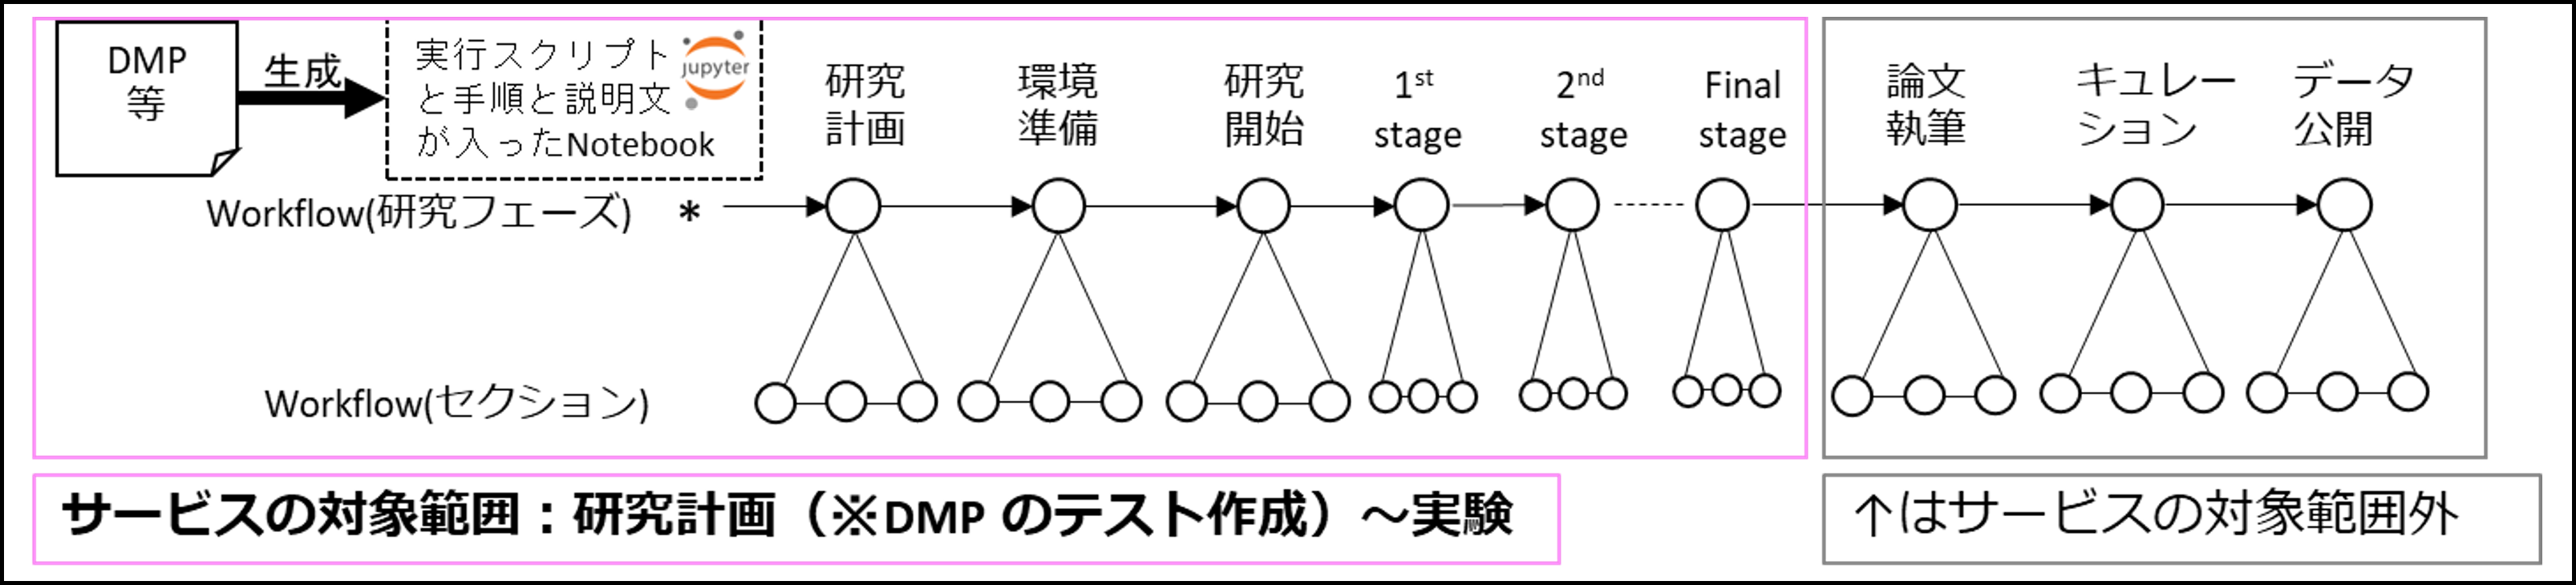 DMP
等
生成
実行スクリプト
と手順と説明文
が入ったNotebook
jupyter
研究
計画
環境
準備
研究
開始
1st
stage
2nd
stage
Final
stage
論文
執筆
キュレー
ション
データ
公開
Workflow(研究フェーズ) *
Workflow(セクション)
サービスの対象範囲：研究計画（※DMP のテスト作成）～実験
↑はサービスの対象範囲外